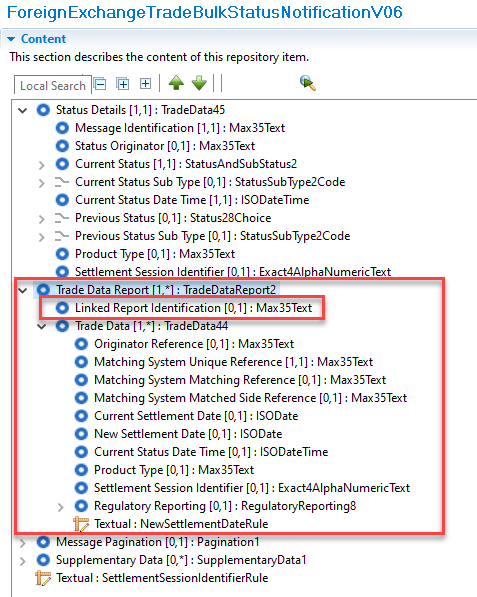 ForeignExchangeTradeBulkStatusNotificationV06
Content
This section describes the content of this repository item.
Local Search
Status Details [1,1] : TradeData45
Message Identification [1,1] : Max35Text
Status Originator [0,1] : Max35Text
Current Status [1,1] : StatusAndSubStatus2
Current Status Sub Type [0,1] : StatusSubType2Code
Current Status Date Time [1,1] : ISODateTime
Previous Status [0,1] : Status28Choice
Previous Status Sub Type [0,1] : StatusSubType2Code
Product Type [0,1] : Max35Text
Settlement Session Identifier [0,1] : Exact4AlphaNumericText
Trade Data Report [1,*] : TradeDataReport2
Linked Report Identification [0,1] : Max35Text
Trade Data [1,*] : TradeData44
Originator Reference [0,1] : Max35Text
Matching System Unique Reference [1,1] : Max35Text
Matching System Matching Reference [0,1] : Max35Text
Matching System Matched Side Reference [0,1] : Max35Text
Current Settlement Date [0,1] : ISODate
New Settlement Date [0,1] : ISODate
Current Status Date Time [0,1] : ISODateTime
Product Type [0,1] : Max35Text
Settlement Session Identifier [0,1] : Exact4AlphaNumericText
Regulatory Reporting [0,1] : RegulatoryReporting8
Textual : NewSettlementDateRule
Message Pagination [0,1] : Pagination1
Supplementary Data [0,*] : SupplementaryData1
Textual : SettlementSessionIdentifierRule